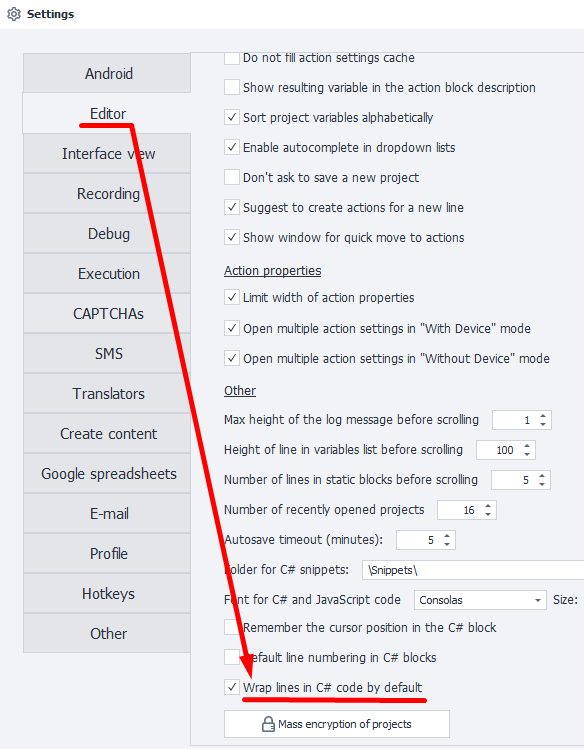 Settings
Android
Editor
Interface view
Recording
Debug
Execution
CAPTCHAs
SMS
Translators
Create content
Google spreadsheets
E-mail
Profile
Hotkeys
Other
Do not fill action settings cache
Show resulting variable in the action block description
Sort project variables alphabetically
Enable autocomplete in dropdown lists
Don't ask to save a new project
Suggest to create actions for a new line
Show window for quick move to actions
Action properties
Limit width of action properties
Open multiple action settings in "With Device" mode
Open multiple action settings in "Without Device" mode
Other
Max height of the log message before scrolling 1
Height of line in variables list before scrolling 100
Number of lines in static blocks before scrolling 5
Number of recently opened projects 16
Autosave timeout (minutes): 5
Folder for C# snippets: \Snippets\
Font for C# and JavaScript code Consolas Size:
Remember the cursor position in the C# block
Default line numbering in C# blocks
Wrap lines in C# code by default
Mass encryption of projects